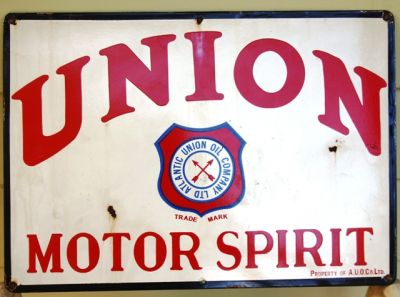 UNION
ATLANTIC UNION OIL COMPANY LTD
TRADE MARK
MOTOR SPIRIT
PROPERTY OF A.U.O.CO LTD.